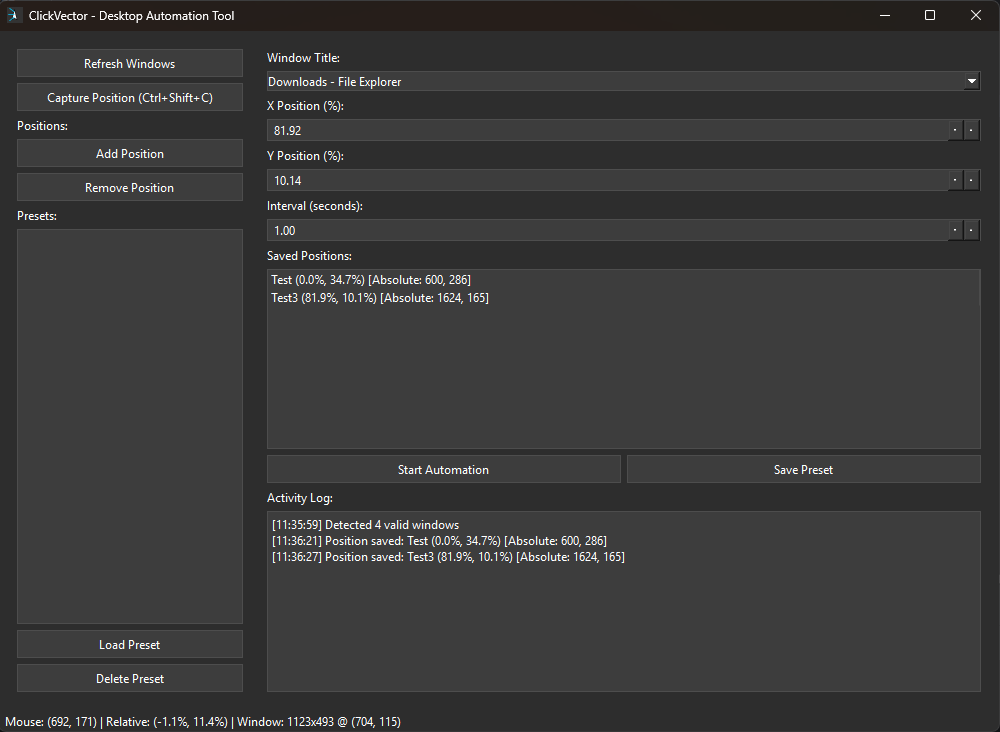 ClickVector - Desktop Automation Tool
Refresh Windows
Capture Position (Ctrl+Shift+C)
Positions:
Add Position
Remove Position
Presets:
Load Preset
Delete Preset
Window Title:
Downloads - File Explorer
X Position (%):
81.92
Y Position (%):
10.14
Interval (seconds):
1.00
Saved Positions:
Test (0.0%, 34.7%) [Absolute: 600, 286]
Test3 (81.9%, 10.1%) [Absolute: 1624, 165]
Start Automation
Save Preset
Activity Log:
[11:35:59] Detected 4 valid windows
[11:36:21] Position saved: Test (0.0%, 34.7%) [Absolute: 600, 286]
[11:36:27] Position saved: Test3 (81.9%, 10.1%) [Absolute: 1624, 165]
Mouse: (692, 171) | Relative: (-1.1%, 11.4%) | Window: 1123x493 @ (704, 115)